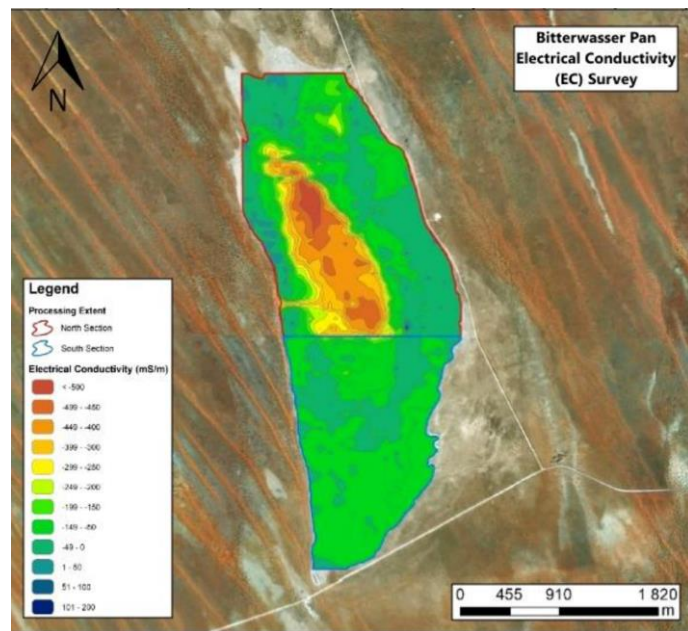 Bitterwasser Pan
Electrical Conductivity
(EC) Survey
N
Legend
Processing Extent
North Section
South Section
Electrical Conductivity (mS/m)
< -500
-499 - -450
-449 - -400
-399 - -300
-299 - -250
-249 - -200
-199 - -150
-149 - -50
-49 - 0
1 - 50
51 - 100
101 - 200
0 455 910 1 820
m